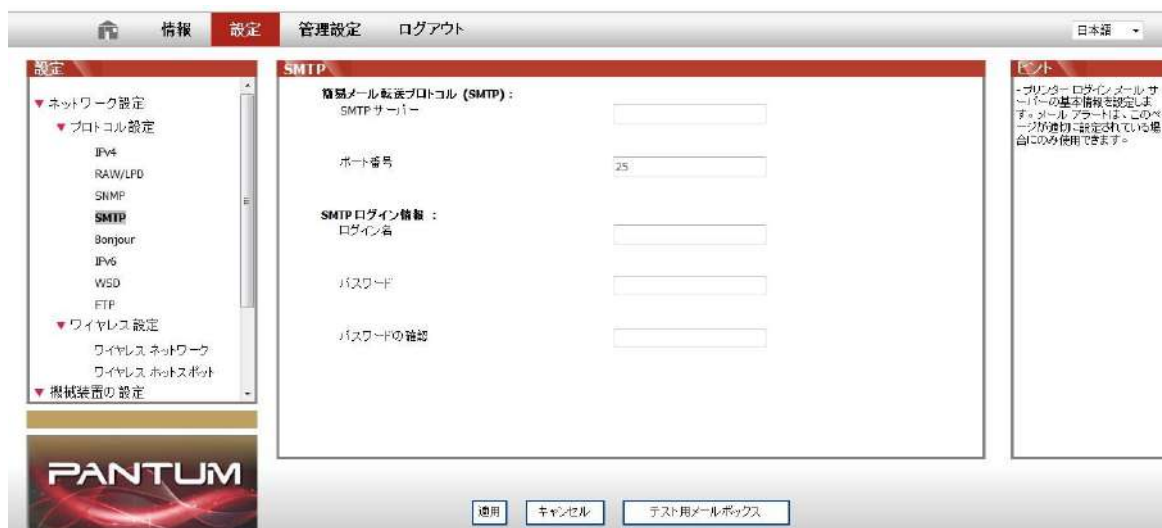 情報 設定 管理設定 ログアウト 日本語
設定
ネットワーク設定
プロトコル設定
IPv4
RAW/LPD
SNMP
SMTP
Bonjour
IPv6
WSD
FTP
ワイヤレス設定
ワイヤレス ネットワーク
ワイヤレス ホットスポット
機械装置の設定
PANTUM
SMTP
簡易メール転送プロトコル (SMTP) :
SMTP サーバー
ポート番号 25
SMTP ログイン情報 :
ログイン名
パスワード
パスワードの確認
適用 キャンセル テスト用メールボックス
ヒント
- プリンター ログイン メール サ
ーバーの基本情報を設定しま
す。メール アラートは、このペ
ージが適切に設定されている場
合にのみ使用できます。